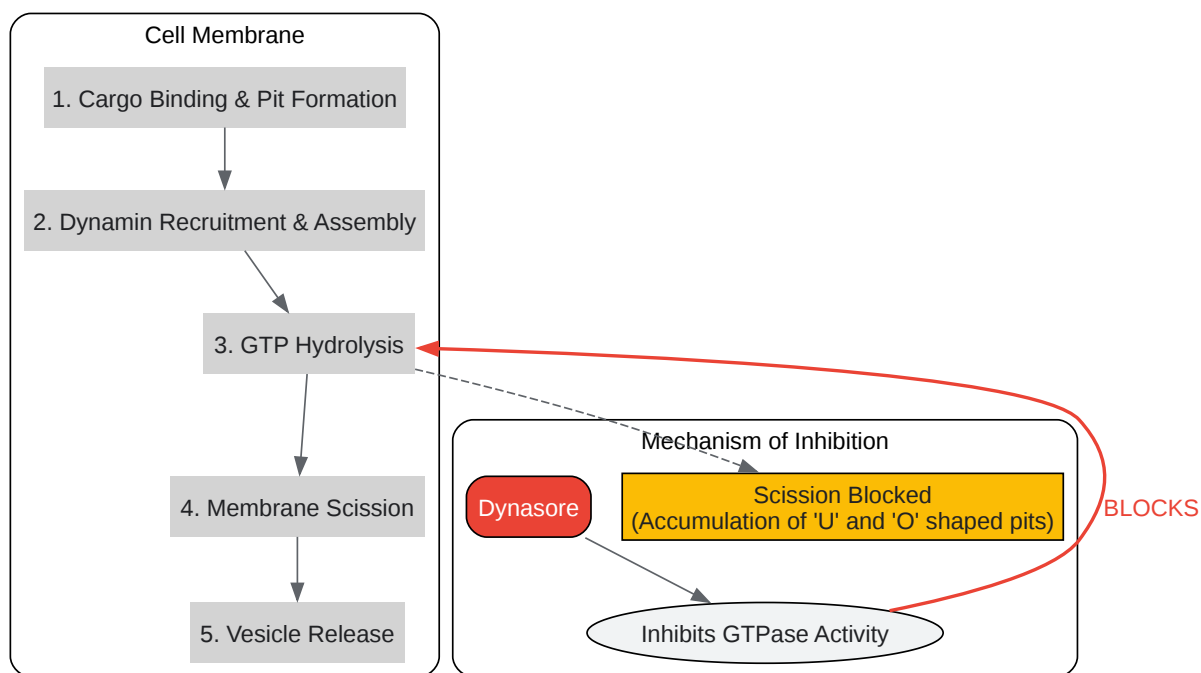 Cell Membrane
1. Cargo Binding & Pit Formation
2. Dynamin Recruitment & Assembly
3. GTP Hydrolysis
4. Membrane Scission
5. Vesicle Release
Mechanism of Inhibition
Dynasore
Scission Blocked
(Accumulation of 'U' and 'O' shaped pits)
Inhibits GTPase Activity
BLOCKS